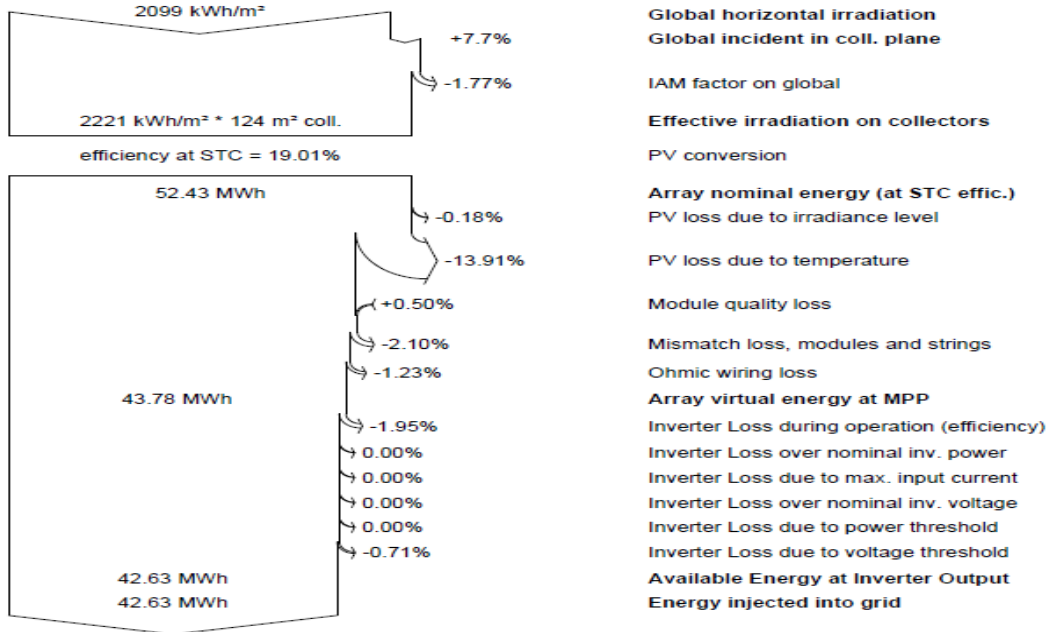 2099 kWh/m² Global horizontal irradiation
+7.7% Global incident in coll. plane
-1.77% IAM factor on global
2221 kWh/m² * 124 m² coll. Effective irradiation on collectors
efficiency at STC = 19.01% PV conversion
52.43 MWh Array nominal energy (at STC effic.)
-0.18% PV loss due to irradiance level
-13.91% PV loss due to temperature
+0.50% Module quality loss
-2.10% Mismatch loss, modules and strings
-1.23% Ohmic wiring loss
43.78 MWh Array virtual energy at MPP
-1.95% Inverter Loss during operation (efficiency)
0.00% Inverter Loss over nominal inv. power
0.00% Inverter Loss due to max. input current
0.00% Inverter Loss over nominal inv. voltage
0.00% Inverter Loss due to power threshold
-0.71% Inverter Loss due to voltage threshold
42.63 MWh Available Energy at Inverter Output
42.63 MWh Energy injected into grid